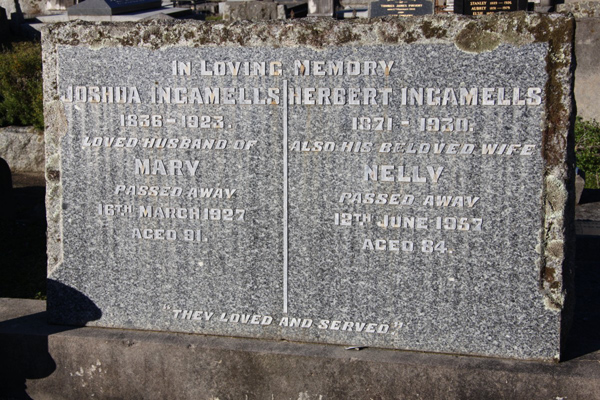 IN LOVING MEMORY
JOSHUA INGAMELLS
1836 - 1923.
LOVED HUSBAND OF
MARY
PASSED AWAY
16TH MARCH 1927
AGED 91.
HERBERT INGAMELLS
1871 - 1930.
ALSO HIS BELOVED WIFE
NELLY
PASSED AWAY
12TH JUNE 1957
AGED 84.
"THEY LOVED AND SERVED"